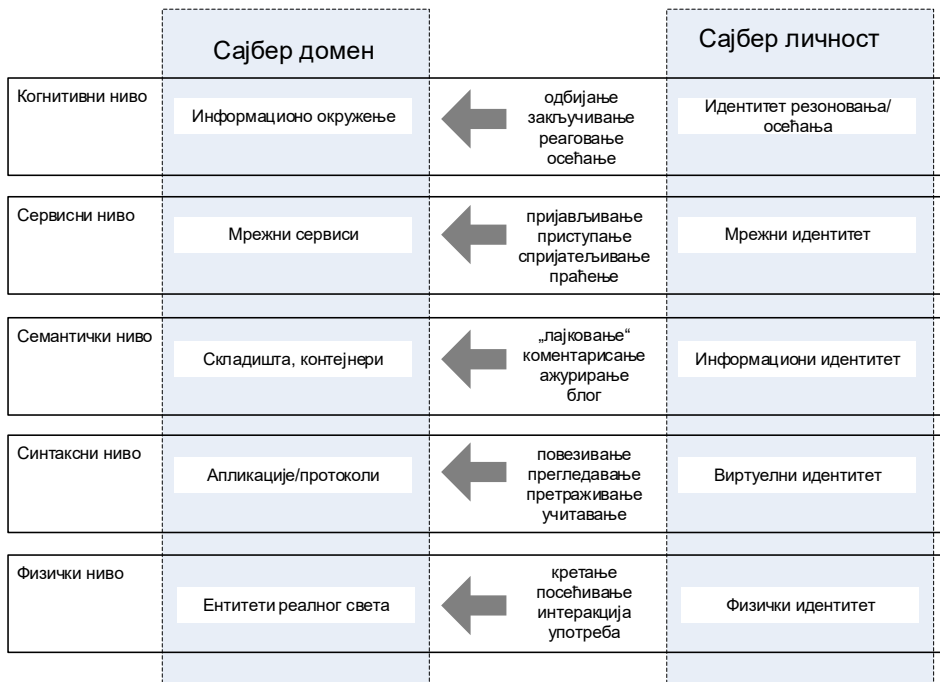 Сајбер домен
Сајбер личност
Когнитивни ниво
Информационо окружење
одбијање
закључивање
реаговање
осећање
Идентитет резоновања/
осећања
Сервисни ниво
Мрежни сервиси
пријављивање
приступање
спријатељивање
праћење
Мрежни идентитет
Семантички ниво
Складишта, контејнери
„лајковање“
коментарисање
ажурирање
блог
Информациони идентитет
Синтаксни ниво
Апликације/протоколи
повезивање
прегледавање
претраживање
учитавање
Виртуелни идентитет
Физички ниво
Ентитети реалног света
кретање
посећивање
интеракција
употреба
Физички идентитет